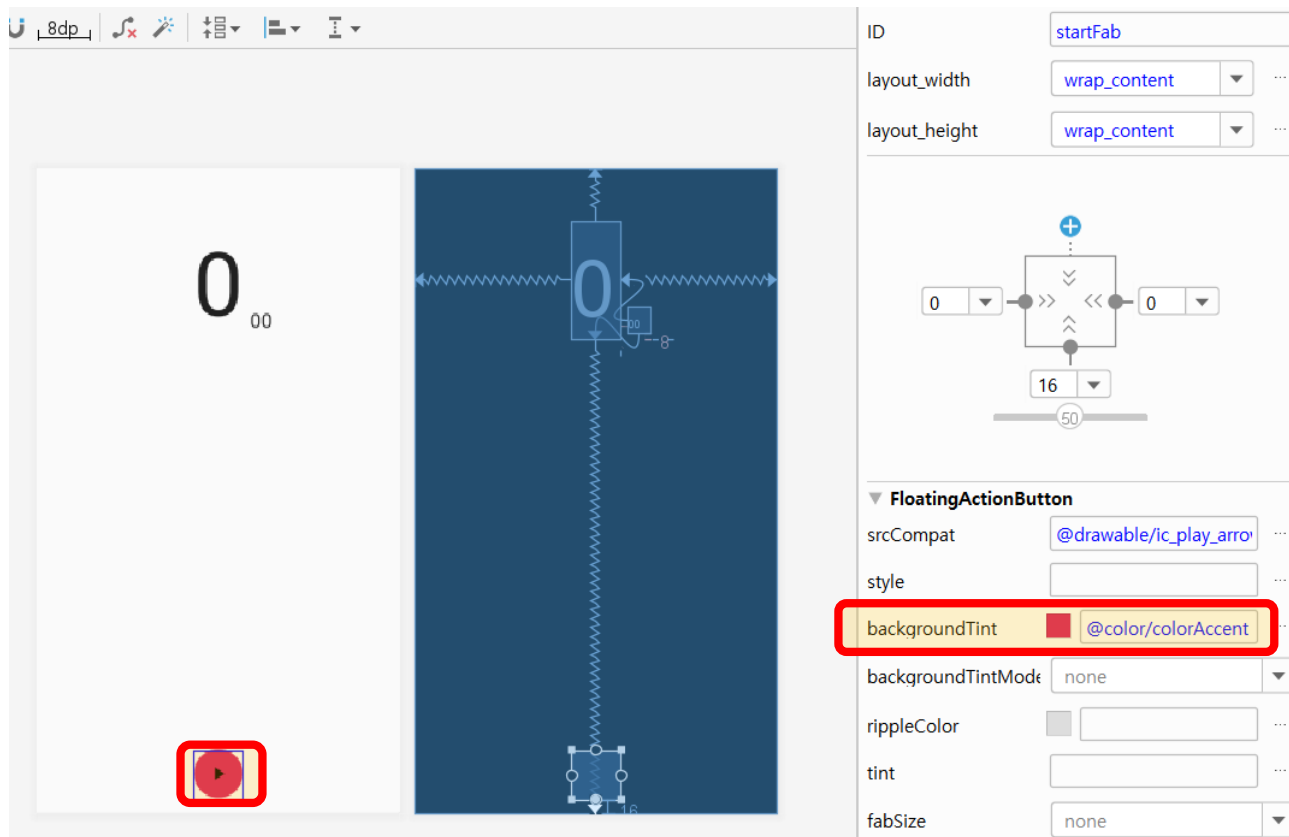 8dp
ID
startFab
layout_width
wrap_content
layout_height
wrap_content
0
00
0
00
8
16
0
0
16
50
FloatingActionButton
srcCompat
@drawable/ic_play_arrov
style
backgroundTint
@color/colorAccent
backgroundTintMode
none
rippleColor
tint
fabSize
none